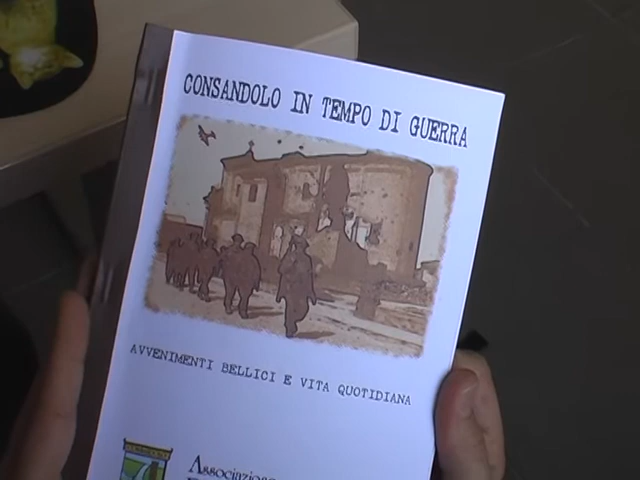 CONSANDOLO IN TEMPO DI GUERRA
AVVENIMENTI BELLICI E VITA QUOTIDIANA